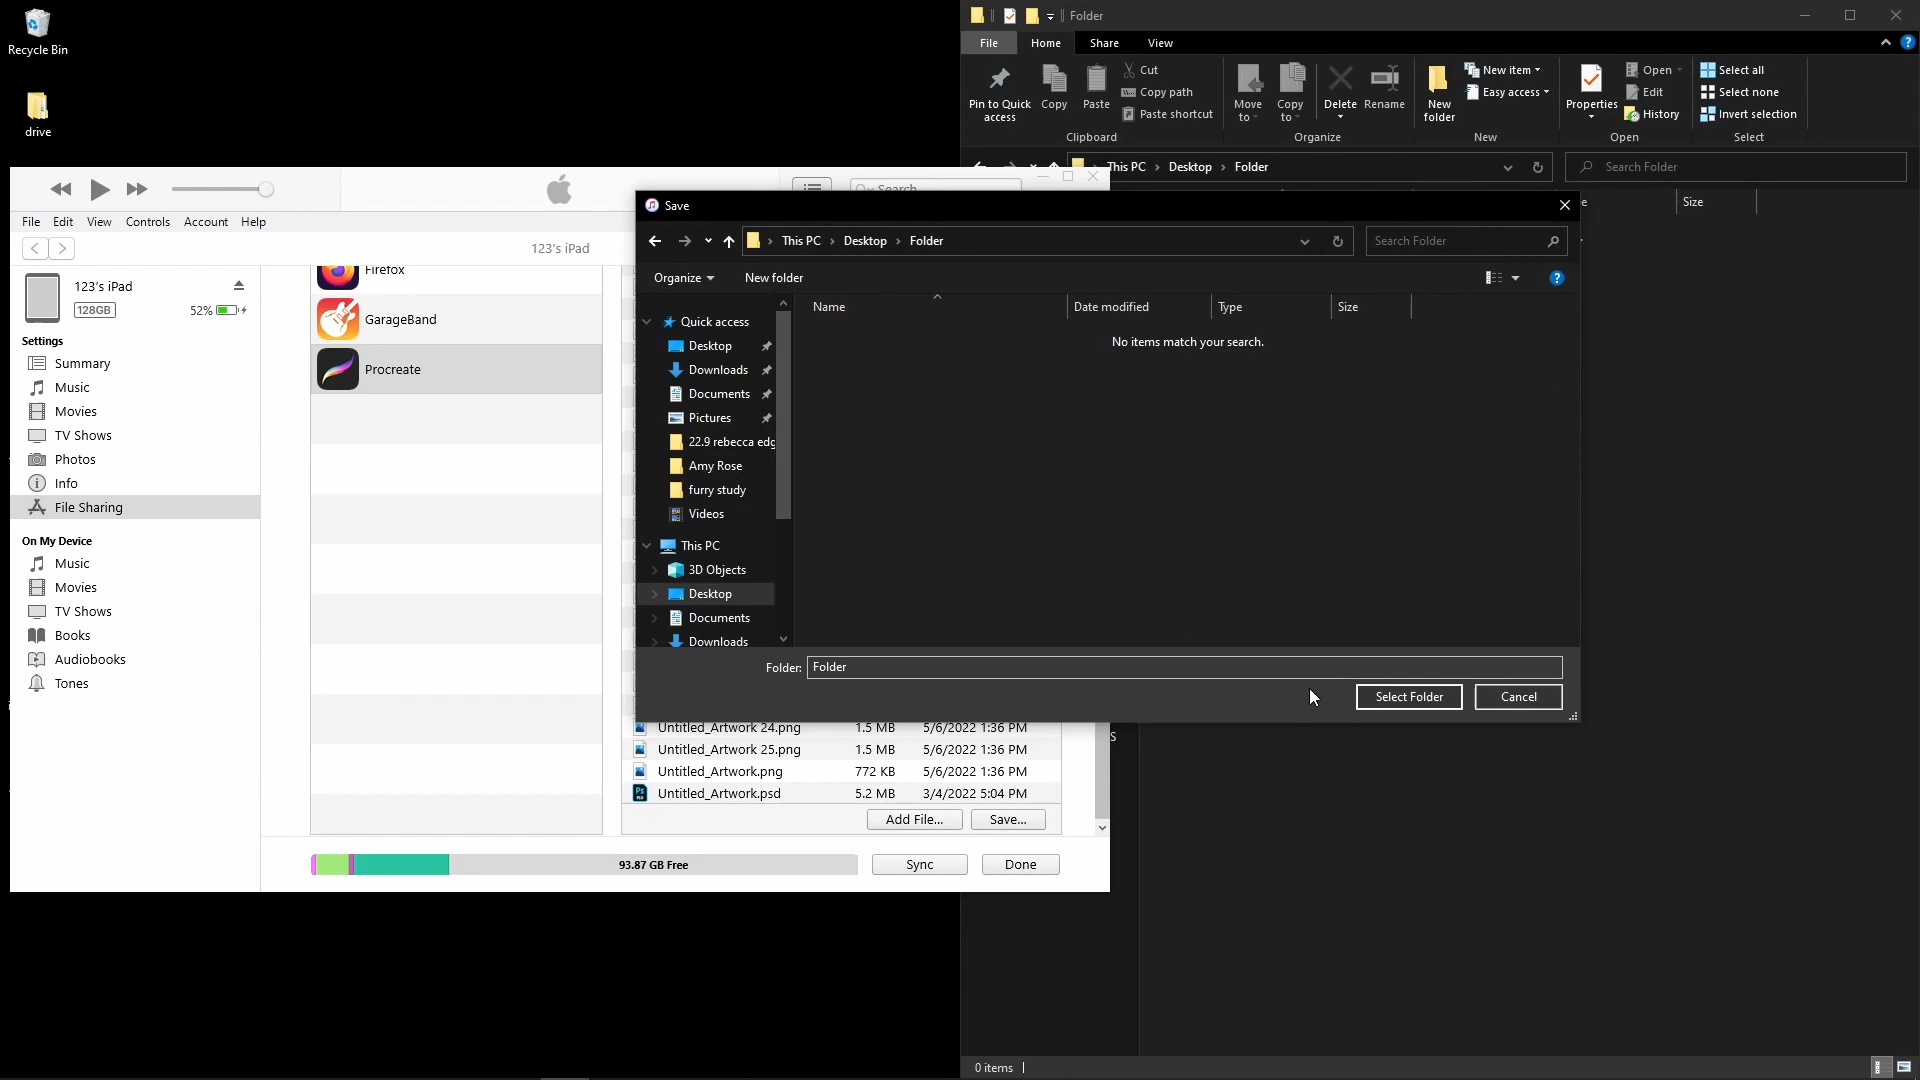 Recycle Bin
drive
Folder
File
Home
Share
View
Pin to Quick access
Copy
Paste
Cut
Copy path
Paste shortcut
Clipboard
Move to
Copy to
Delete
Rename
Organize
New folder
New item
Easy access
New
Properties
Open
Edit
History
Open
Select all
Select none
Invert selection
Select
This PC
Desktop
Folder
Search Folder
Size
Search
File
Edit
View
Controls
Account
Help
123's iPad
123's iPad
128GB
52%
Settings
Summary
Music
Movies
TV Shows
Photos
Info
File Sharing
On My Device
Music
Movies
TV Shows
Books
Audiobooks
Tones
Firefox
GarageBand
Procreate
Save
This PC
Desktop
Folder
Search Folder
Organize
New folder
Name
Date modified
Type
Size
No items match your search.
Quick access
Desktop
Downloads
Documents
Pictures
22.9 rebecca edg
Amy Rose
furry study
Videos
This PC
3D Objects
Desktop
Documents
Downloads
Folder:
Folder
Select Folder
Cancel
Untitled_Artwork 24.png 1.5 MB 5/6/2022 1:36 PM
Untitled_Artwork 25.png 1.5 MB 5/6/2022 1:36 PM
Untitled_Artwork.png 772 KB 5/6/2022 1:36 PM
Untitled_Artwork.psd 5.2 MB 3/4/2022 5:04 PM
Add File...
Save...
93.87 GB Free
Sync
Done
0 items